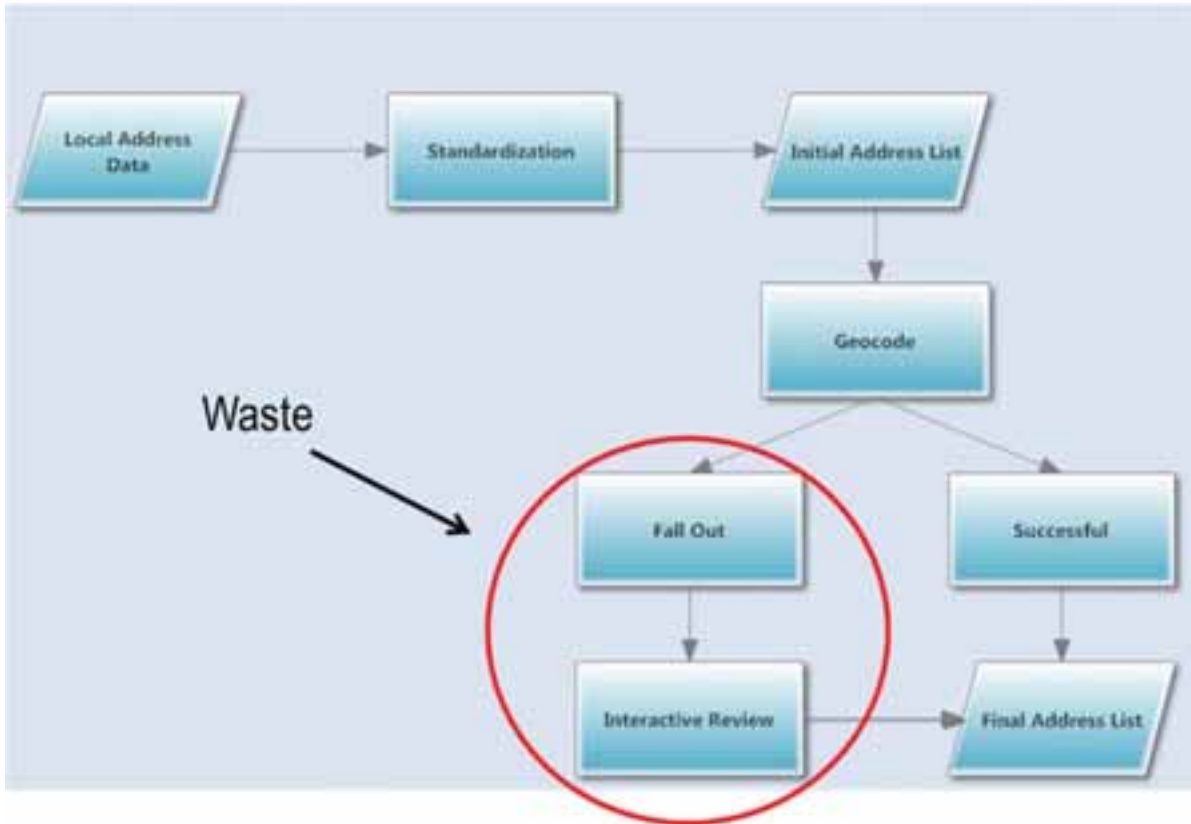 Local Address
Data
Standardization
Initial Address List
Geocode
Waste
Fall Out
Successful
Interactive Review
Final Address List